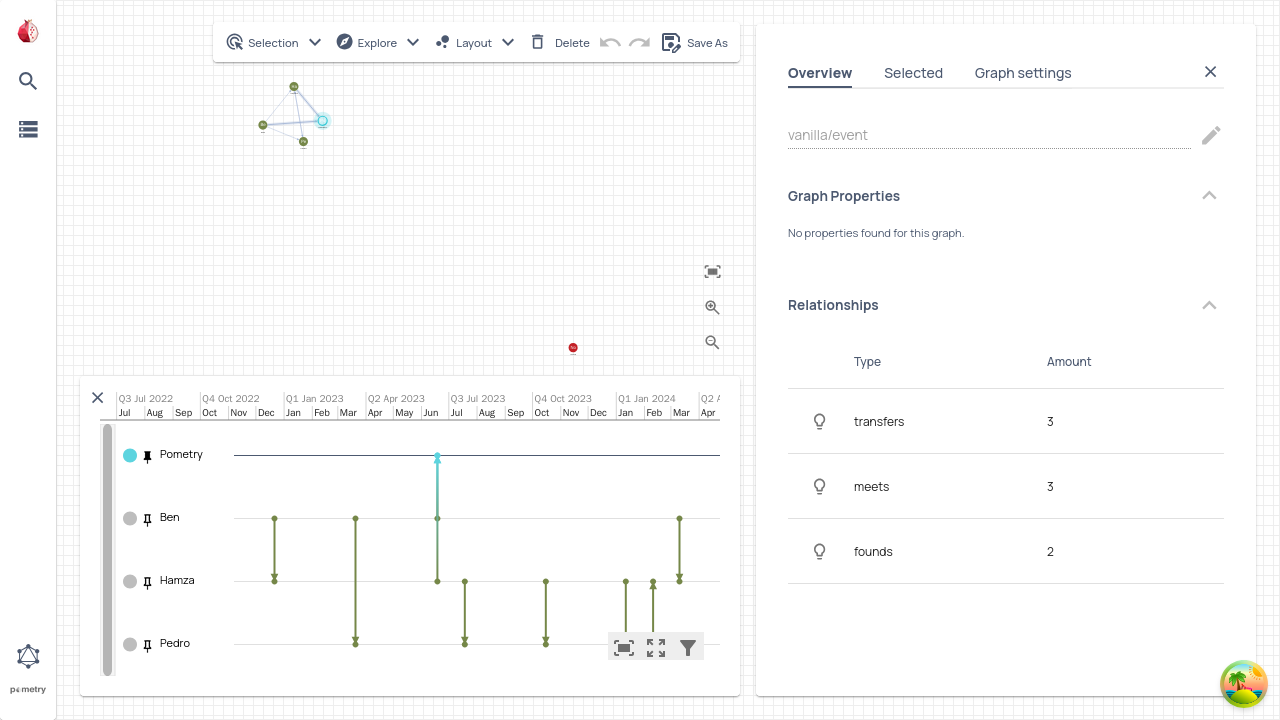 Selection Explore Layout Delete Save As
Overview Selected Graph settings
vanilla/event
Graph Properties
No properties found for this graph.
Relationships
Type Amount
transfers 3
meets 3
founds 2
Q3 Jul 2022 Q4 Oct 2022 Q1 Jan 2023 Q2 Apr 2023 Q3 Jul 2023 Q4 Oct 2023 Q1 Jan 2024 Q2 A
Jul Aug Sep Oct Nov Dec Jan Feb Mar Apr May Jun Jul Aug Sep Oct Nov Dec Jan Feb Mar Apr
Pometry
Ben
Hamza
Pedro
pometry